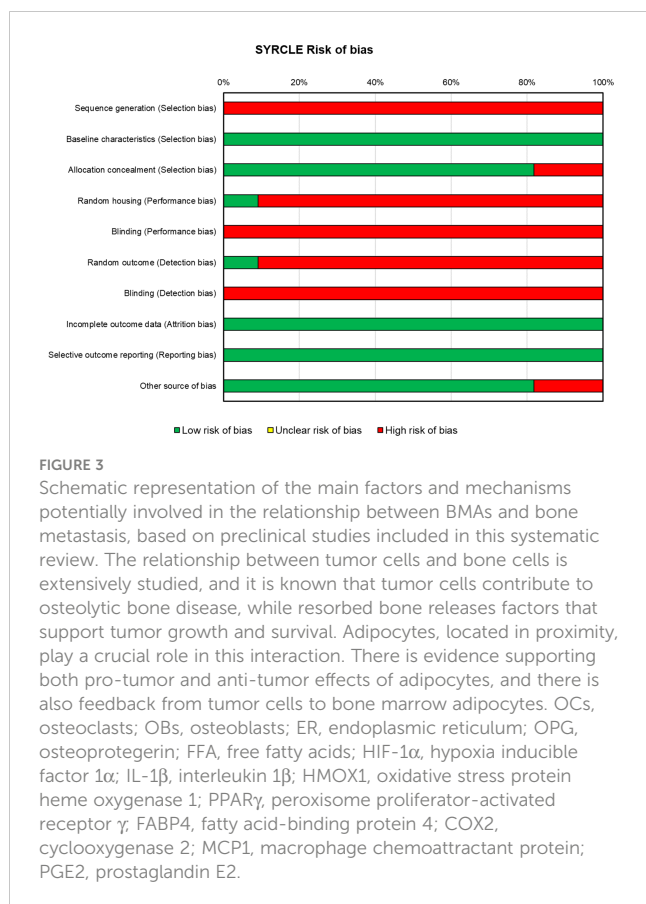 SYRCLE Risk of bias
0% 20% 40% 60% 80% 100%
Sequence generation (Selection bias)
Baseline characteristics (Selection bias)
Allocation concealment (Selection bias)
Random housing (Performance bias)
Blinding (Performance bias)
Random outcome (Detection bias)
Blinding (Detection bias)
Incomplete outcome data (Attrition bias)
Selective outcome reporting (Reporting bias)
Other source of bias
Low risk of bias Unclear risk of bias High risk of bias
FIGURE 3
Schematic representation of the main factors and mechanisms
potentially involved in the relationship between BMAs and bone
metastasis, based on preclinical studies included in this systematic
review. The relationship between tumor cells and bone cells is
extensively studied, and it is known that tumor cells contribute to
osteolytic bone disease, while resorbed bone releases factors that
support tumor growth and survival. Adipocytes, located in proximity,
play a crucial role in this interaction. There is evidence supporting
both pro-tumor and anti-tumor effects of adipocytes, and there is
also feedback from tumor cells to bone marrow adipocytes. OCs,
osteoclasts; OBs, osteoblasts; ER, endoplasmic reticulum; OPG,
osteoprotegerin; FFA, free fatty acids; HIF-1α, hypoxia inducible
factor 1α; IL-1β, interleukin 1β; HMOX1, oxidative stress protein
heme oxygenase 1; PPARγ, peroxisome proliferator-activated
receptor γ; FABP4, fatty acid-binding protein 4; COX2,
cyclooxygenase 2; MCP1, macrophage chemoattractant protein;
PGE2, prostaglandin E2.